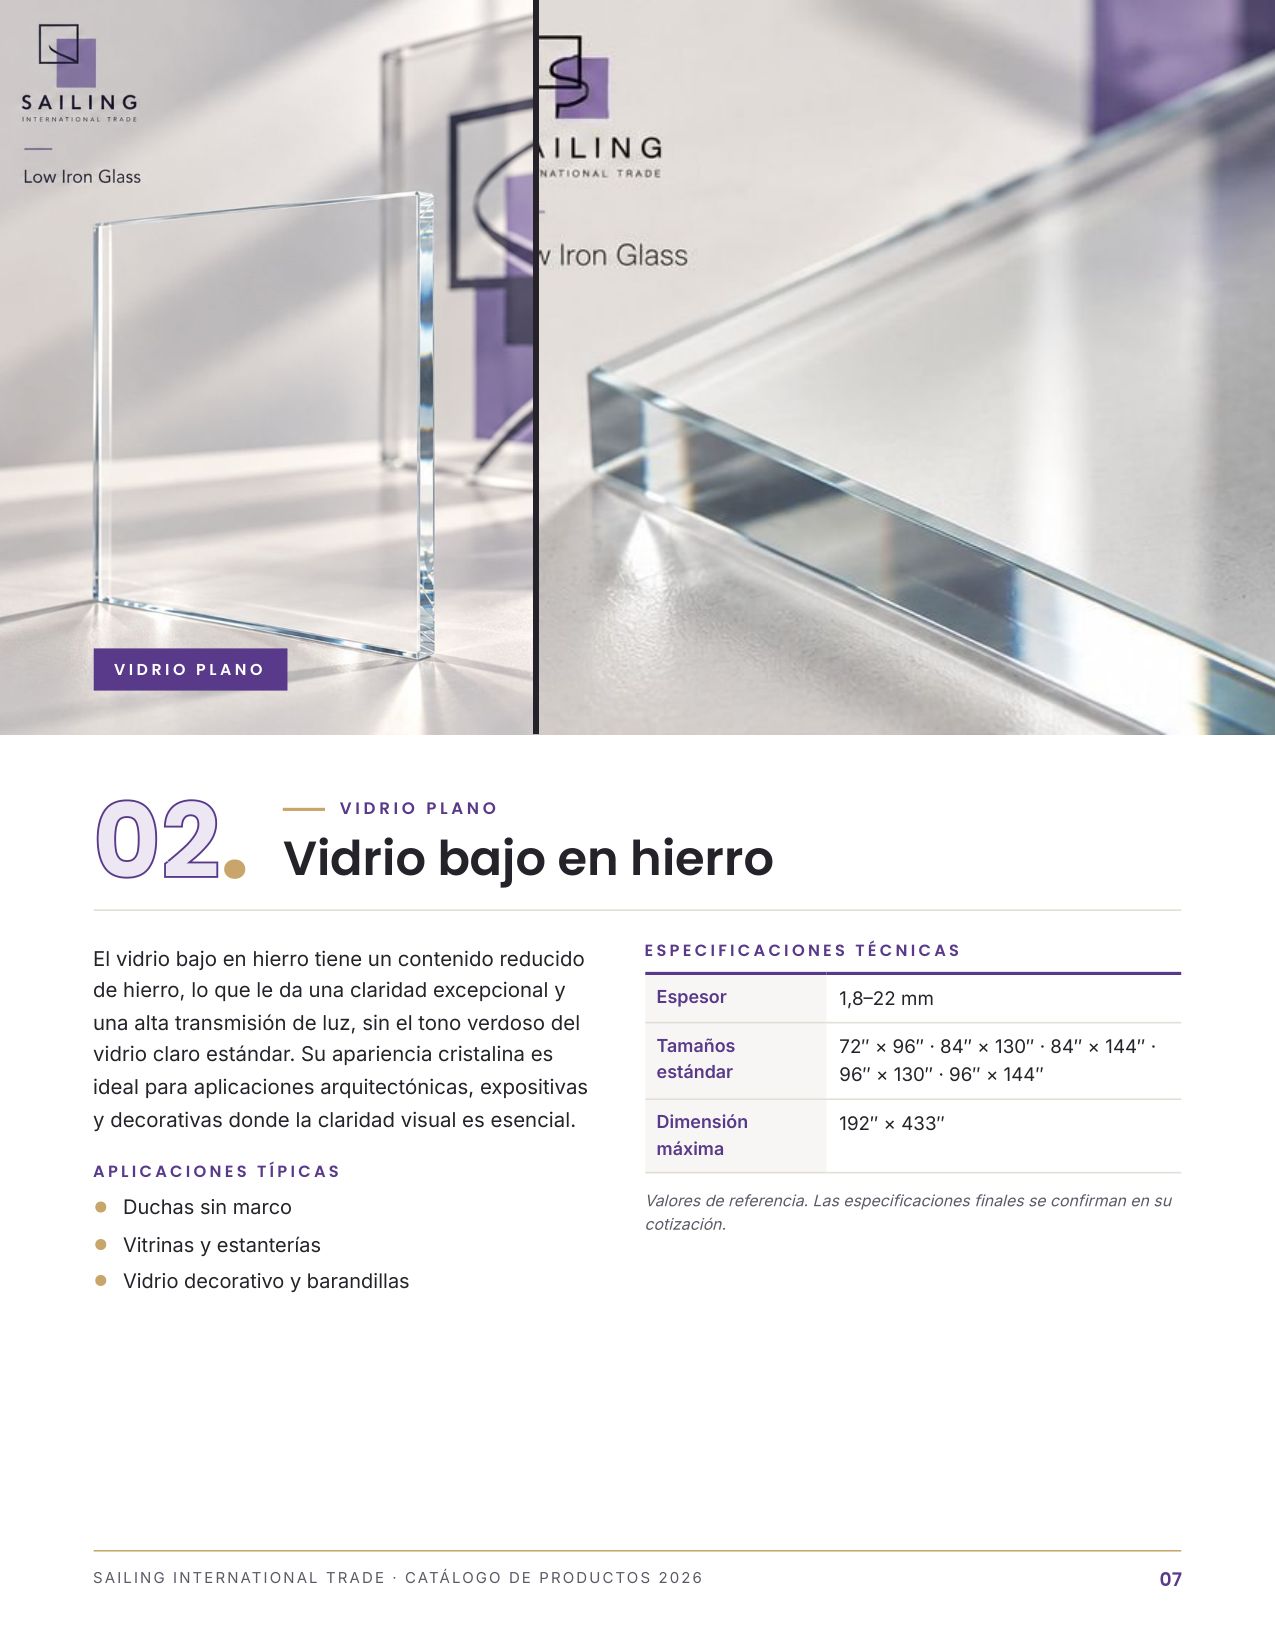 SAILING
INTERNATIONAL TRADE
Low Iron Glass
AILING
NATIONAL TRADE
w Iron Glass
VIDRIO PLANO
02.
VIDRIO PLANO
Vidrio bajo en hierro
El vidrio bajo en hierro tiene un contenido reducido
de hierro, lo que le da una claridad excepcional y
una alta transmisión de luz, sin el tono verdoso del
vidrio claro estándar. Su apariencia cristalina es
ideal para aplicaciones arquitectónicas, expositivas
y decorativas donde la claridad visual es esencial.
APLICACIONES TÍPICAS
Duchas sin marco
Vitrinas y estanterías
Vidrio decorativo y barandillas
ESPECIFICACIONES TÉCNICAS
Espesor 1,8–22 mm
Tamaños estándar 72″ × 96″ · 84″ × 130″ · 84″ × 144″ ·
96″ × 130″ · 96″ × 144″
Dimensión máxima 192″ × 433″
Valores de referencia. Las especificaciones finales se confirman en su
cotización.
SAILING INTERNATIONAL TRADE · CATÁLOGO DE PRODUCTOS 2026
07